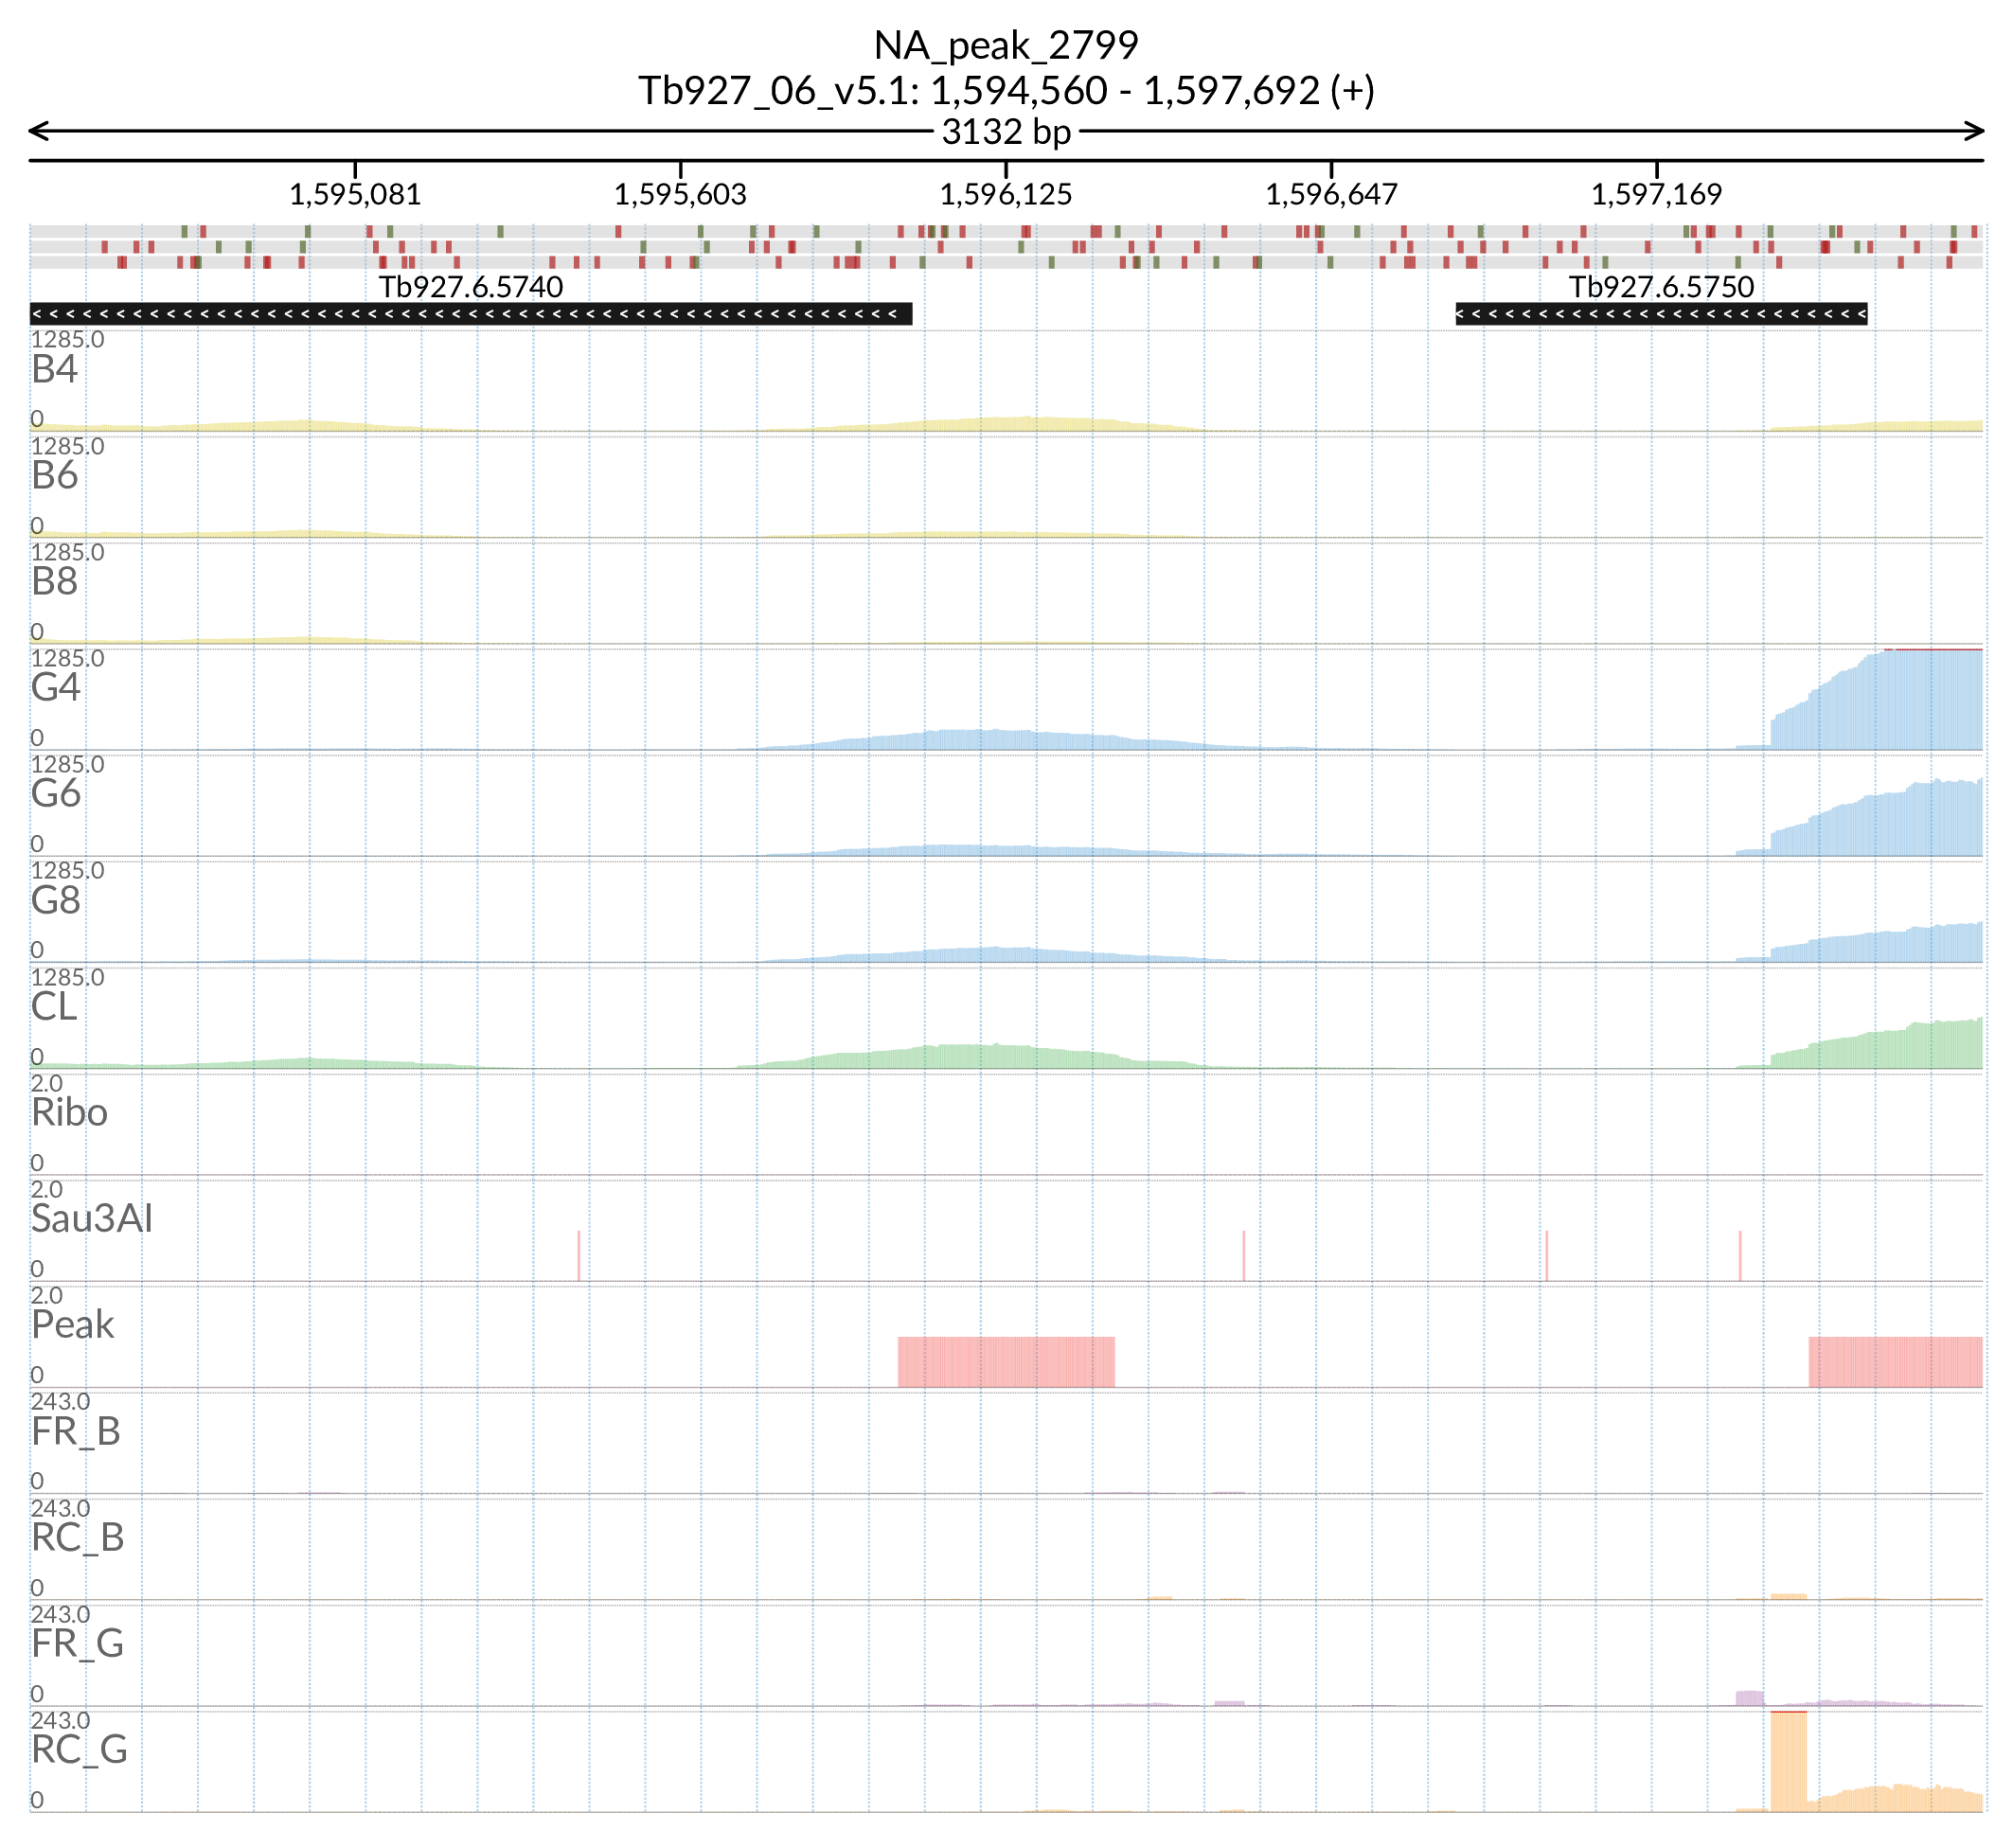 NA_peak_2799
Tb927_06_v5.1: 1,594,560 - 1,597,692 (+)
3132 bp
1,595,081 1,595,603 1,596,125 1,596,647 1,597,169
Tb927.6.5740 Tb927.6.5750
1285.0
B4
0
1285.0
B6
0
1285.0
B8
0
1285.0
G4
0
1285.0
G6
0
1285.0
G8
0
1285.0
CL
0
2.0
Ribo
0
2.0
Sau3AI
0
2.0
Peak
0
243.0
FR_B
0
243.0
RC_B
0
243.0
FR_G
0
243.0
RC_G
0